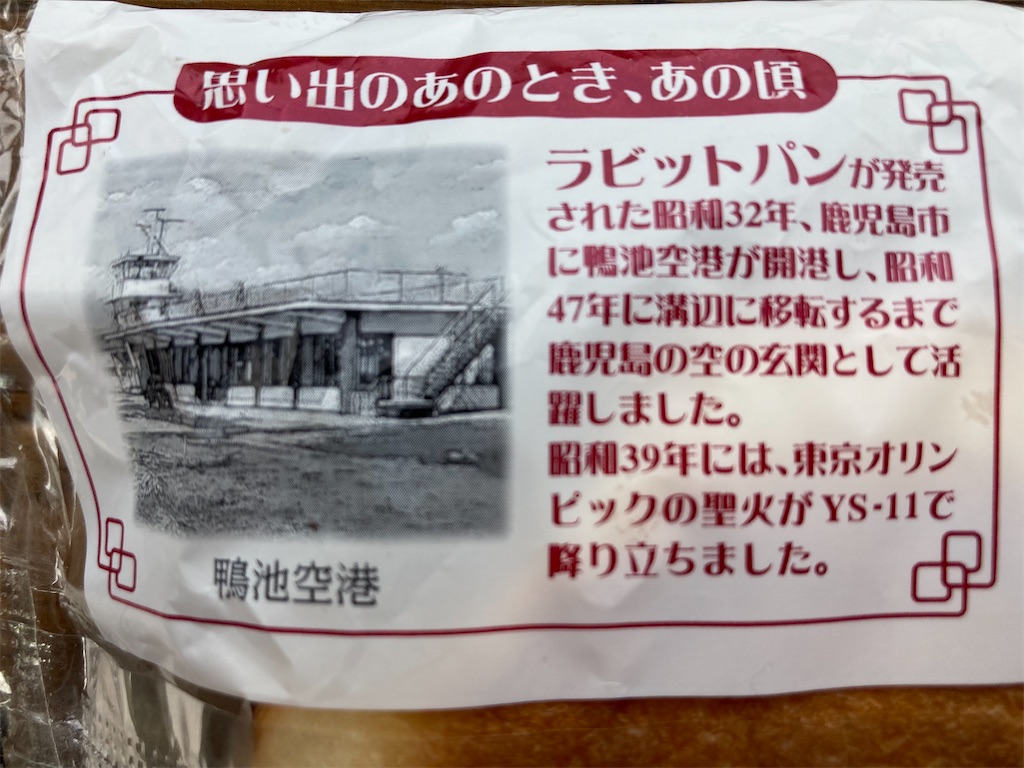 思い出のあのとき、あの頃
ラビットパンが発売
された昭和32年、鹿児島市
に鴨池空港が開港し、昭和
47年に溝辺に移転するまで
鹿児島の空の玄関として活
躍しました。
昭和39年には、東京オリン
ピックの聖火がYS-11で
降り立ちました。
鴨池空港